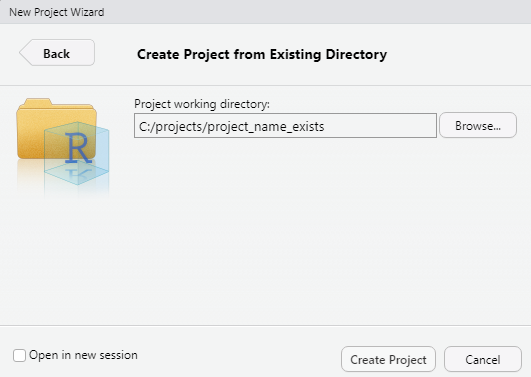 New Project Wizard
Back
Create Project from Existing Directory
Project working directory:
C:/projects/project_name_exists
Browse...
R
Open in new session
Create Project
Cancel